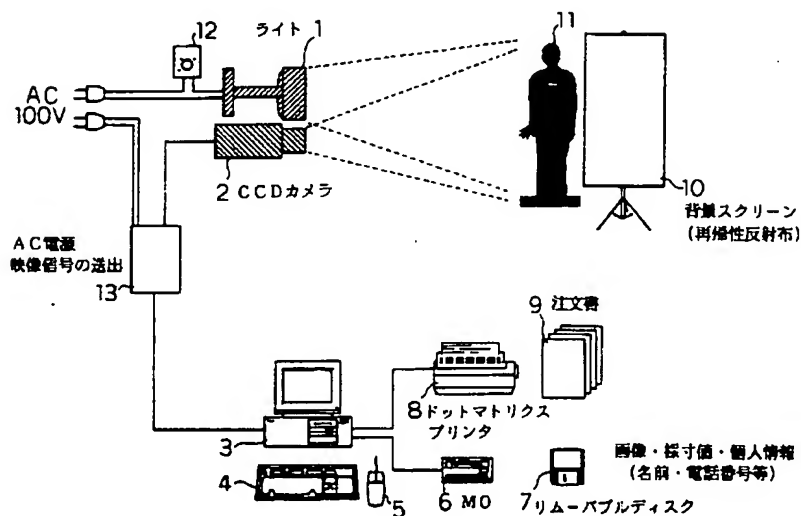 12
ライト 1
11
AC
100V
2 CCDカメラ
10
背景スクリーン
(再帰性反射布)
AC電源
映像信号の送出
13
9 注文書
8 ドットマトリクス
プリンタ
3
画像・採寸値・個人情報
(名前・電話番号等)
4
5
6 MO
7 リムーバブルディスク